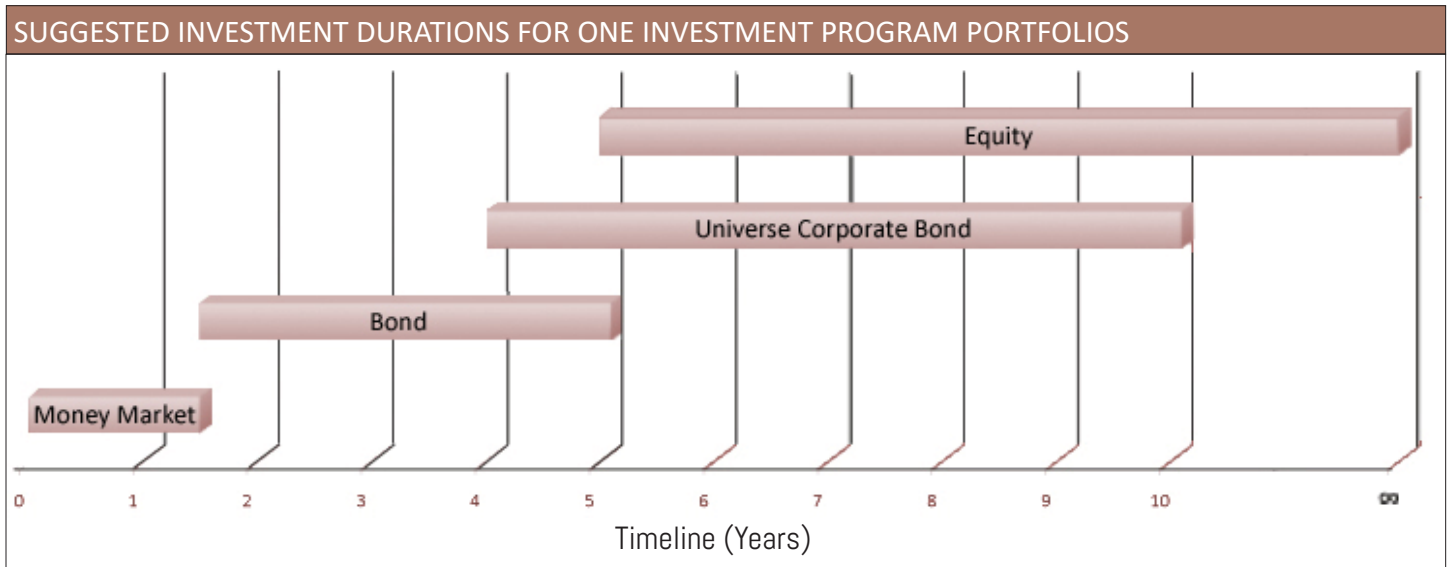 SUGGESTED INVESTMENT DURATIONS FOR ONE INVESTMENT PROGRAM PORTFOLIOS
Equity
Universe Corporate Bond
Bond
Money Market
0 1 2 3 4 5 6 7 8 9 10 ∞
Timeline (Years)